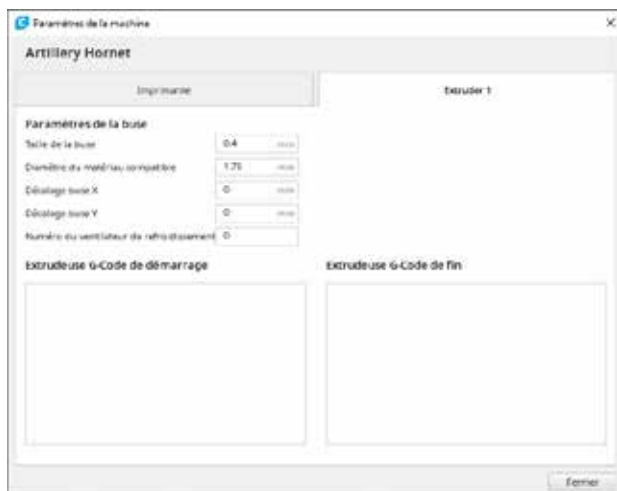 Paramètres de la machine
Artillery Hornet
Imprimante
Extruder 1
Paramètres de la buse
Taille de la buse 0.4 mm
Diamètre du matériau compatible 1.75 mm
Décalage buse X 0 mm
Décalage buse Y 0 mm
Numéro du ventilateur de refroidissement 0
Extrudeuse G-Code de démarrage
Extrudeuse G-Code de fin
Fermer